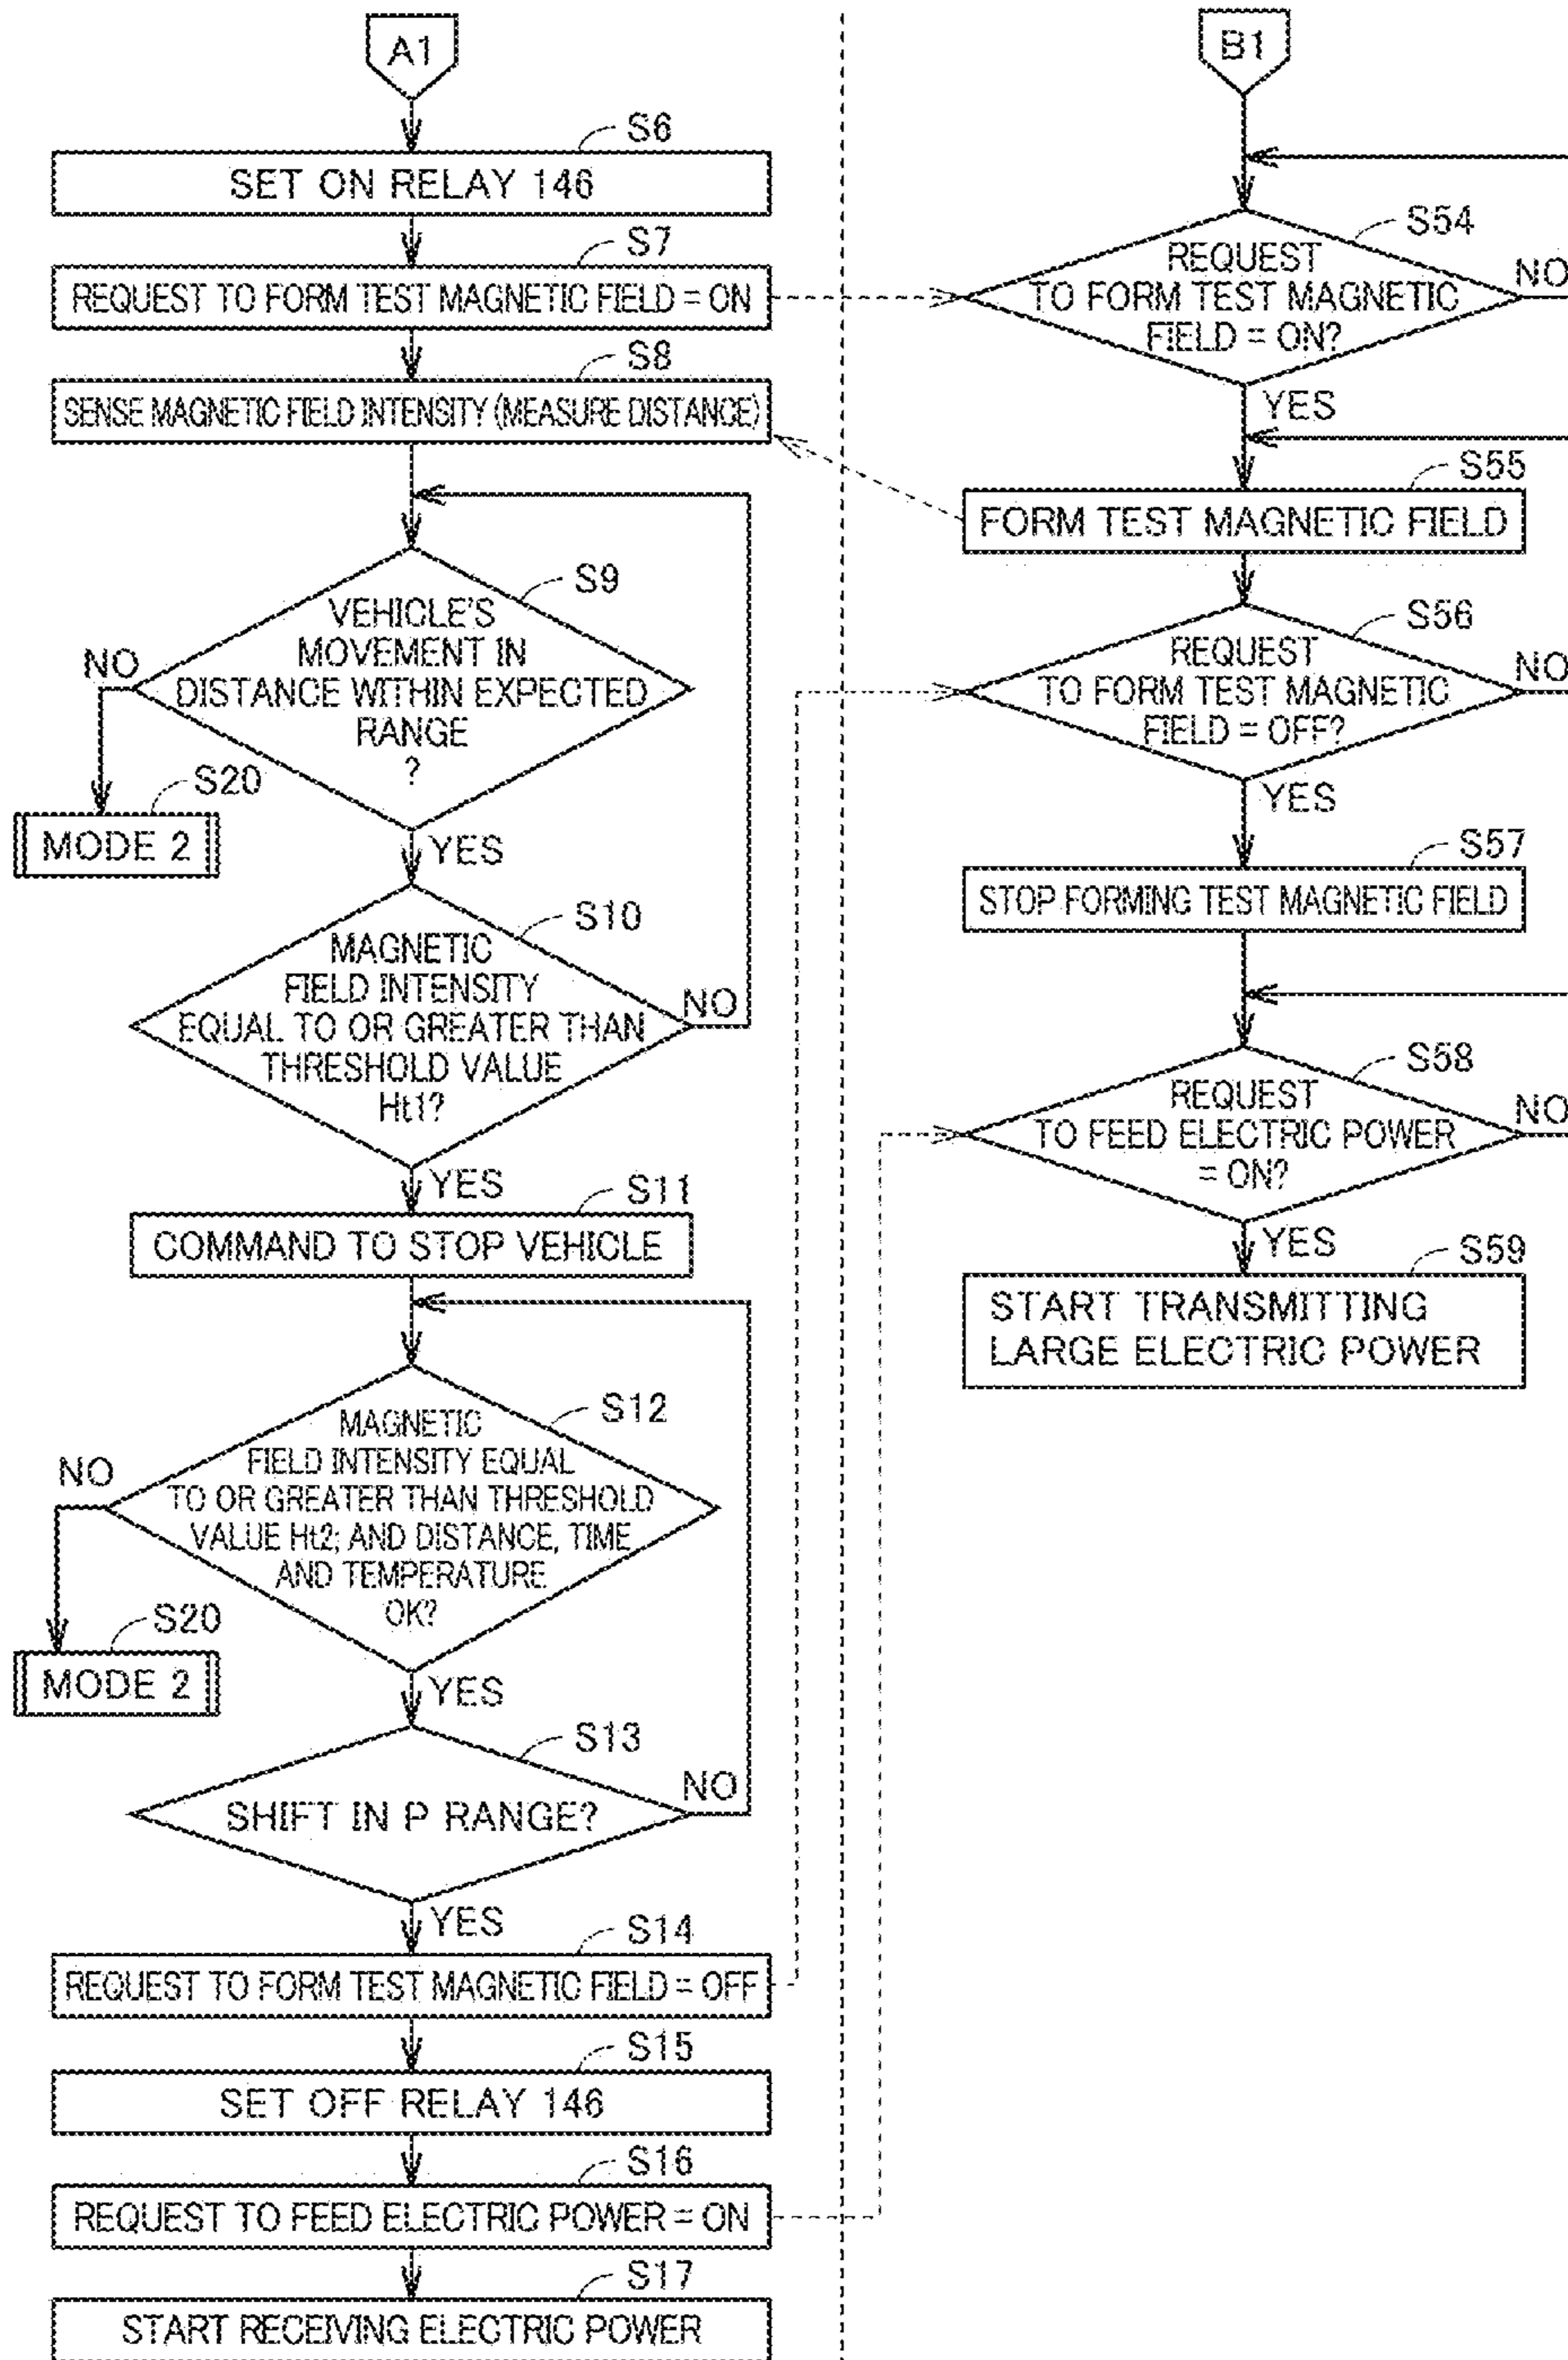 A1
S6
SET ON RELAY 146
S7
REQUEST TO FORM TEST MAGNETIC FIELD = ON
S8
SENSE MAGNETIC FIELD INTENSITY (MEASURE DISTANCE)
S9
VEHICLE'S
MOVEMENT IN
DISTANCE WITHIN EXPECTED
RANGE
?
NO
S20
MODE 2
YES
S10
MAGNETIC
FIELD INTENSITY
EQUAL TO OR GREATER THAN
THRESHOLD VALUE
Ht1?
NO
YES
S11
COMMAND TO STOP VEHICLE
S12
MAGNETIC
FIELD INTENSITY EQUAL
TO OR GREATER THAN THRESHOLD
VALUE Ht2; AND DISTANCE, TIME
AND TEMPERATURE
OK?
NO
S20
MODE 2
YES
S13
SHIFT IN P RANGE?
NO
YES
S14
REQUEST TO FORM TEST MAGNETIC FIELD = OFF
S15
SET OFF RELAY 146
S16
REQUEST TO FEED ELECTRIC POWER = ON
S17
START RECEIVING ELECTRIC POWER
B1
S54
REQUEST
TO FORM TEST MAGNETIC
FIELD = ON?
NO
YES
S55
FORM TEST MAGNETIC FIELD
S56
REQUEST
TO FORM TEST MAGNETIC
FIELD = OFF?
NO
YES
S57
STOP FORMING TEST MAGNETIC FIELD
S58
REQUEST
TO FEED ELECTRIC POWER
= ON?
NO
YES
S59
START TRANSMITTING
LARGE ELECTRIC POWER